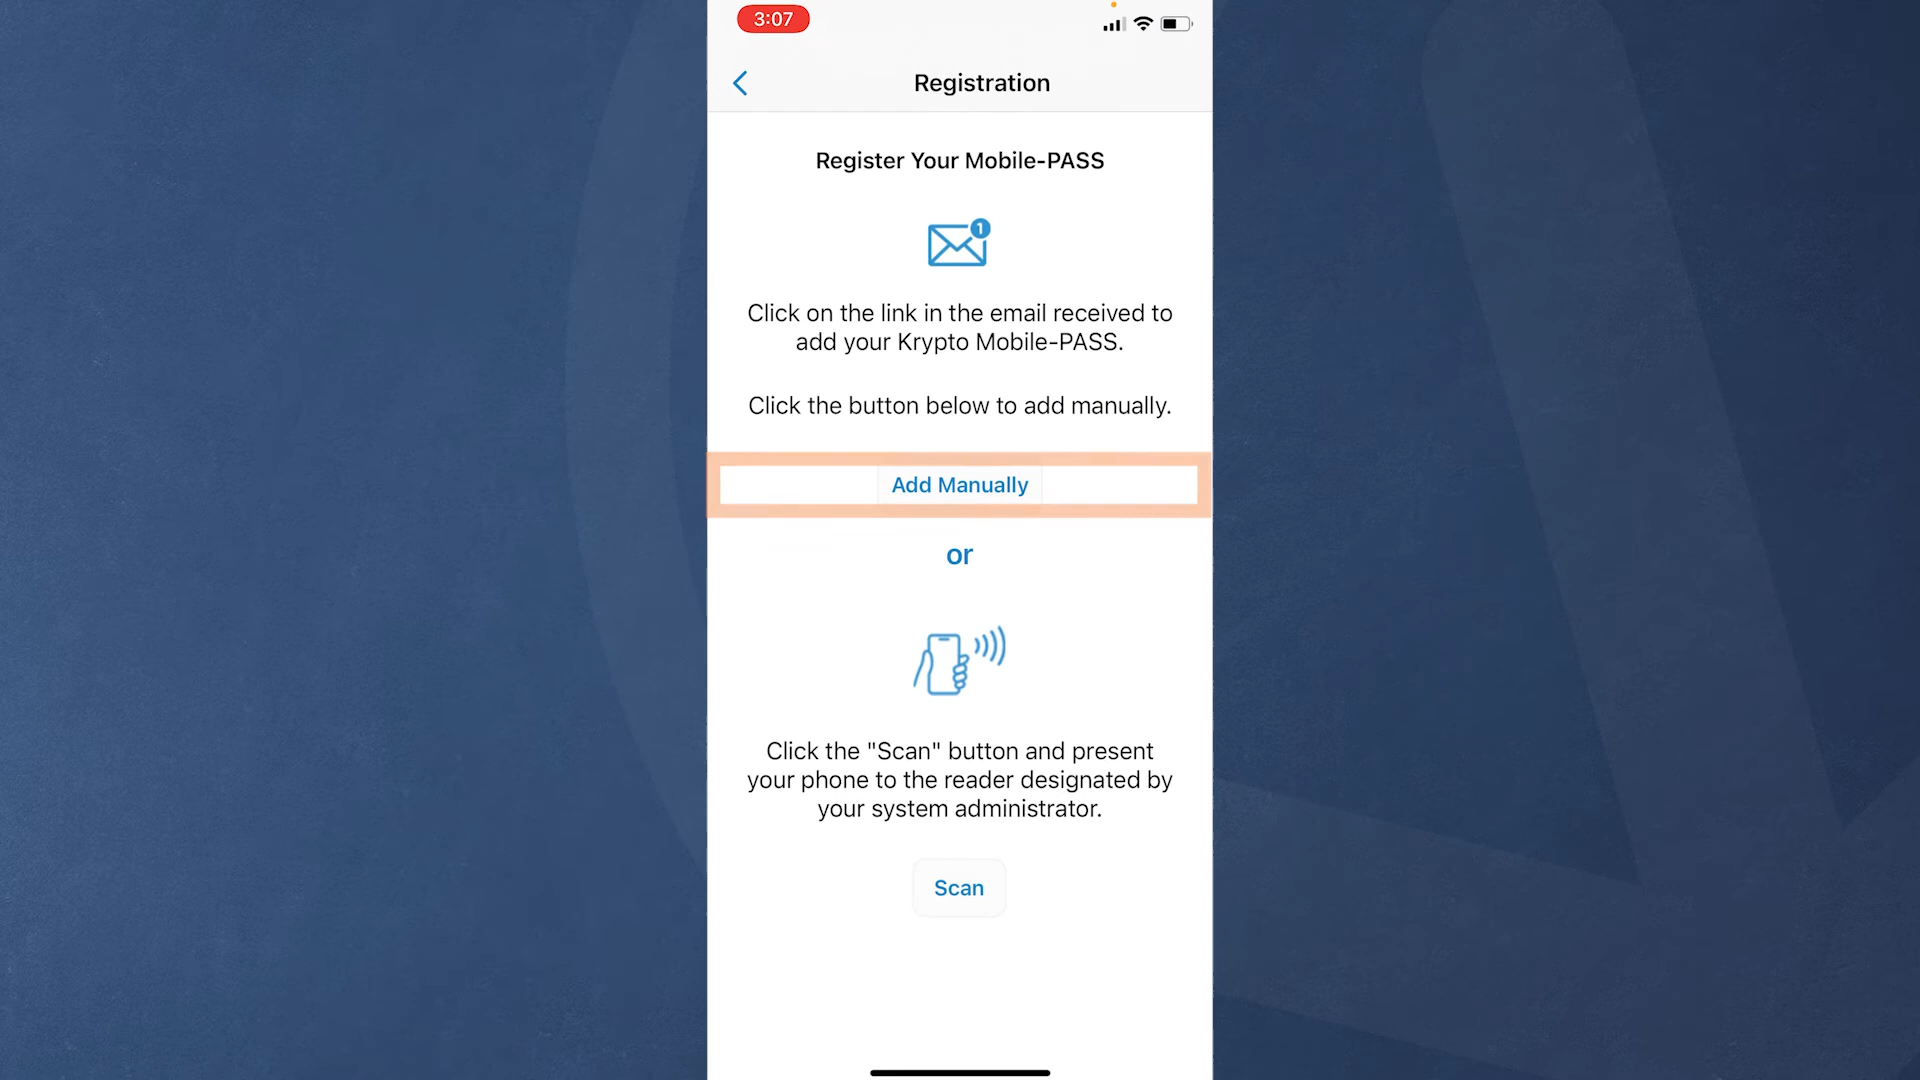 3:07
Registration
Register Your Mobile-PASS
1
Click on the link in the email received to
add your Krypto Mobile-PASS.
Click the button below to add manually.
Add Manually
or
Click the "Scan" button and present
your phone to the reader designated by
your system administrator.
Scan